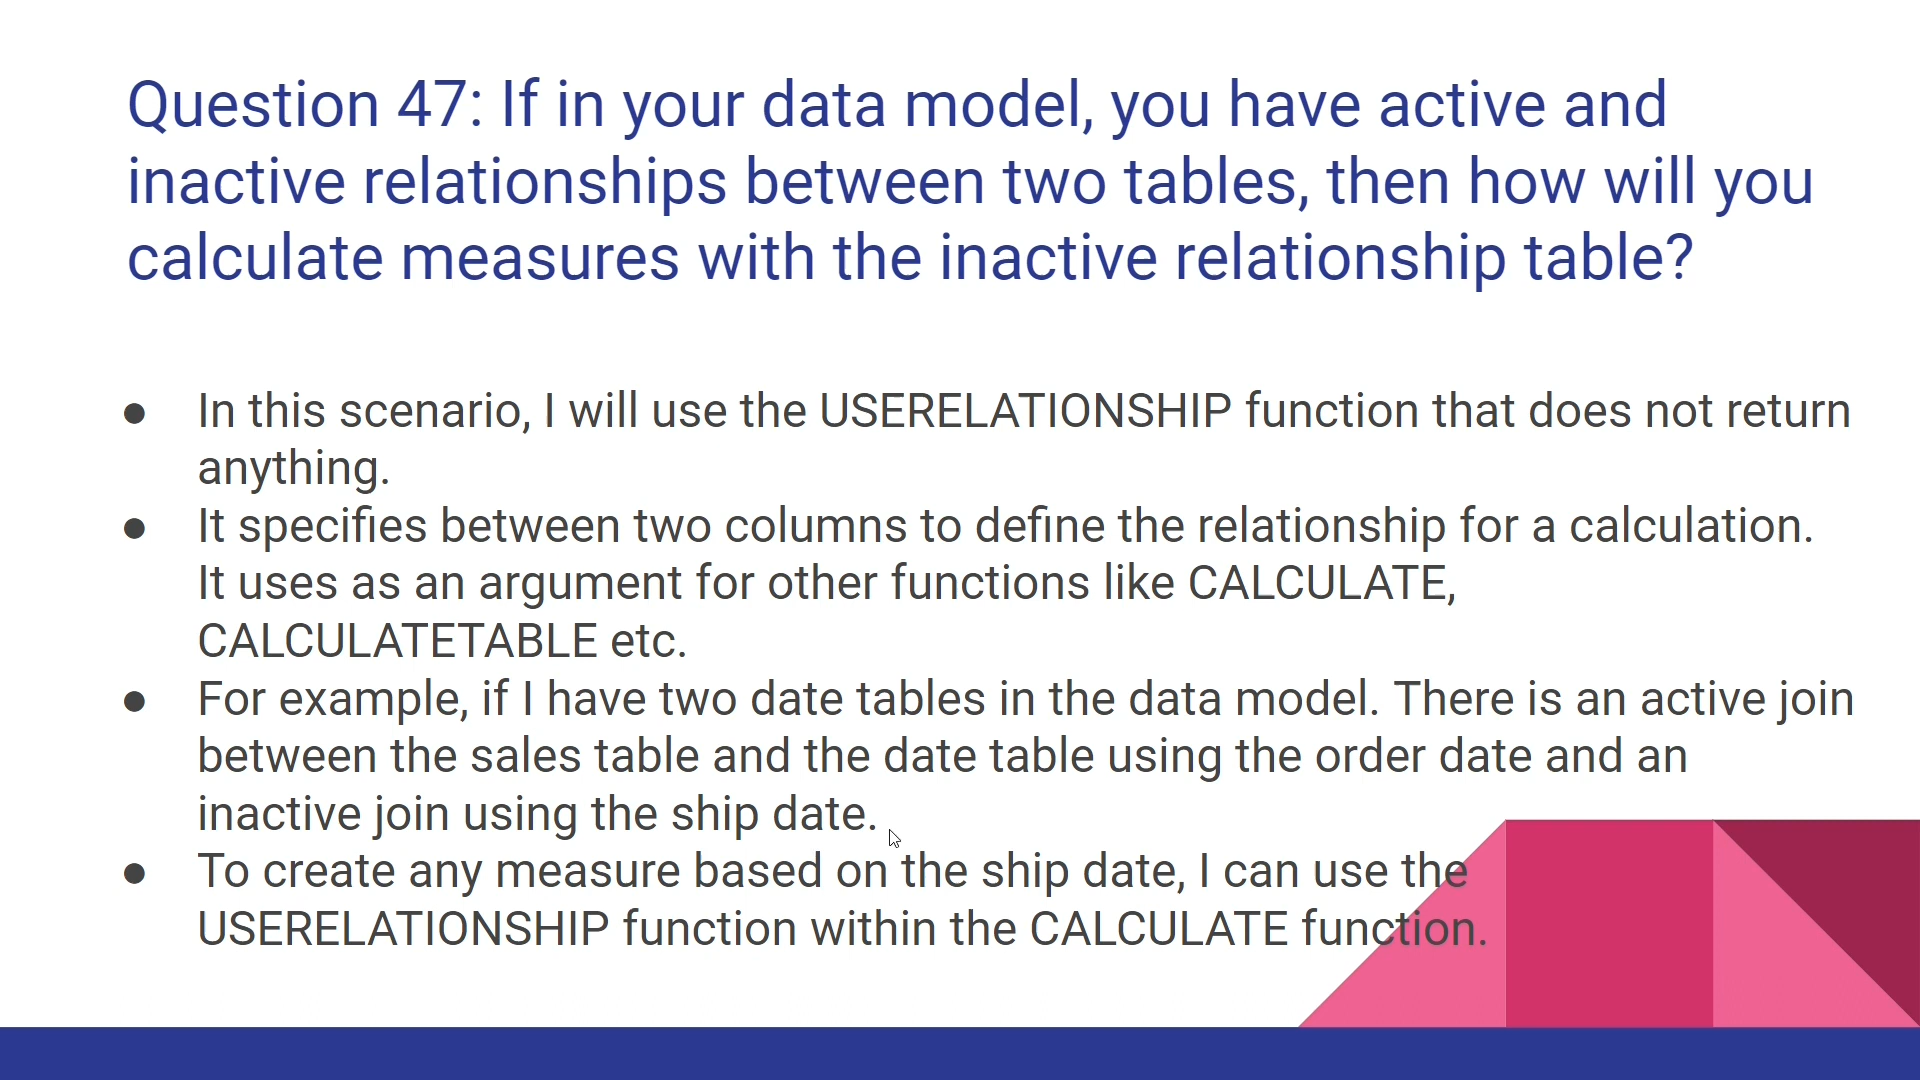 Question 47: If in your data model, you have active and
inactive relationships between two tables, then how will you
calculate measures with the inactive relationship table?
● In this scenario, I will use the USERELATIONSHIP function that does not return
anything.
● It specifies between two columns to define the relationship for a calculation.
It uses as an argument for other functions like CALCULATE,
CALCULATETABLE etc.
● For example, if I have two date tables in the data model. There is an active join
between the sales table and the date table using the order date and an
inactive join using the ship date.
● To create any measure based on the ship date, I can use the
USERELATIONSHIP function within the CALCULATE function.